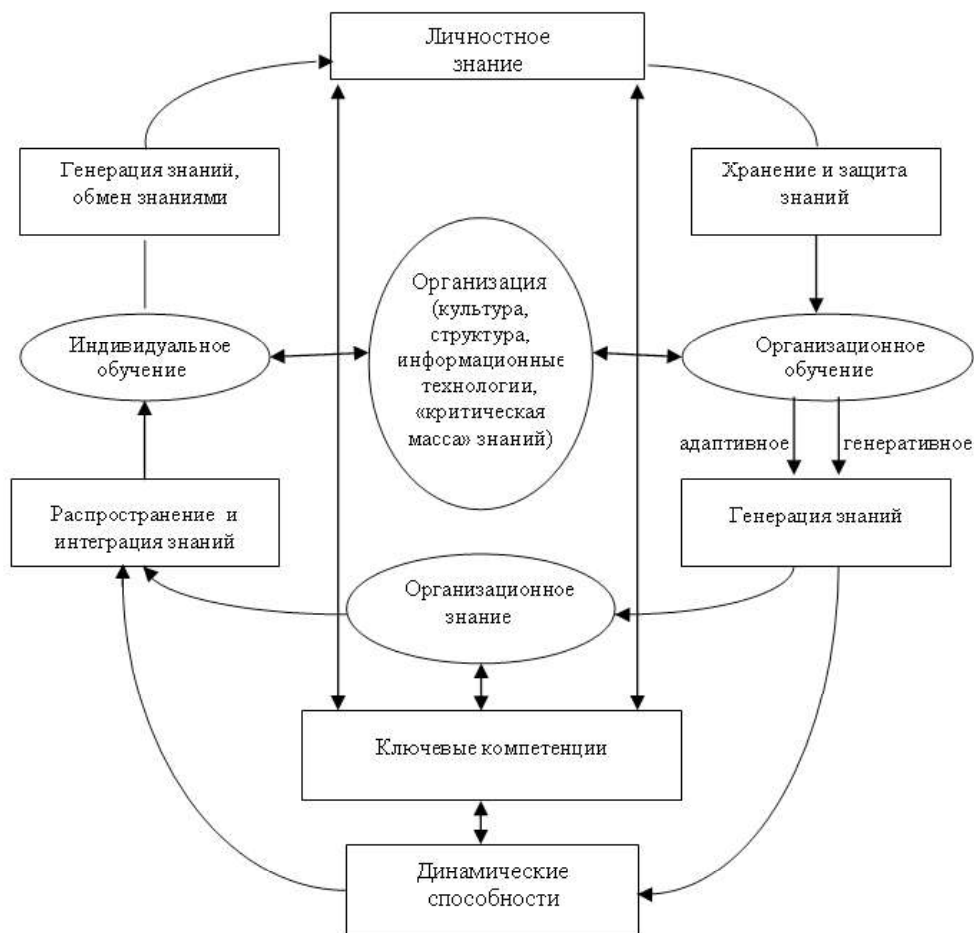 Личностное
знание
Генерация знаний,
обмен знаниями
Хранение и защита
знаний
Организация
(культура,
структура,
информационные
технологии,
«критическая
масса» знаний)
Индивидуальное
обучение
Организационное
обучение
адаптивное
генеративное
Распространение и
интеграция знаний
Генерация знаний
Организационное
знание
Ключевые компетенции
Динамические
способности